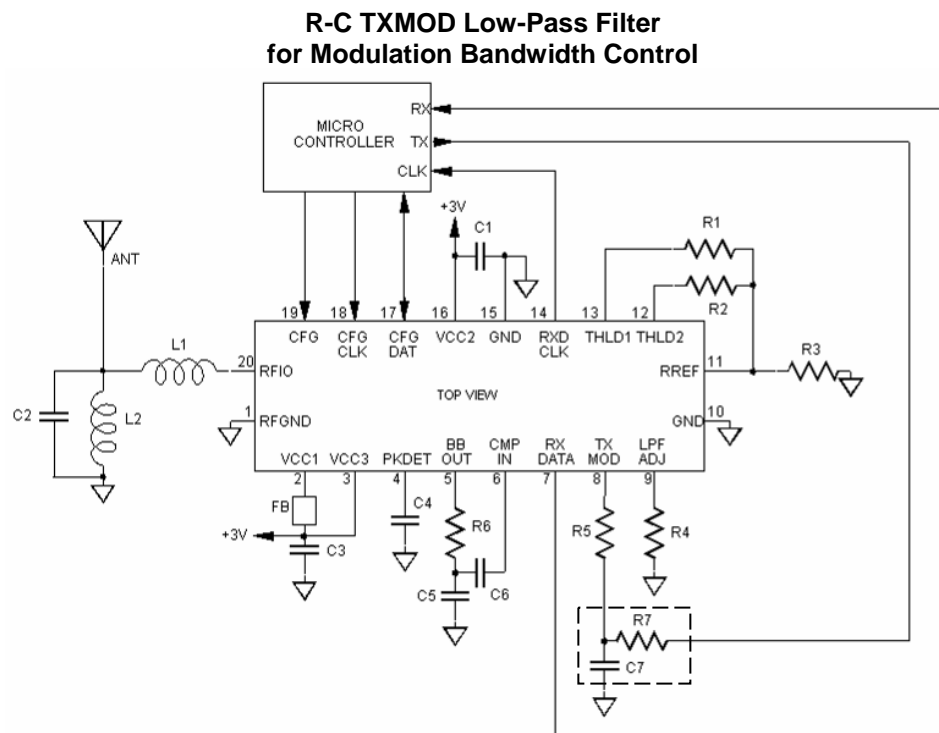 R-C TXMOD Low-Pass Filter
for Modulation Bandwidth Control
RX
MICRO
CONTROLLER
TX
CLK
+3V
C1
R1
ANT
R2
19 18 17 16 15 14 13 12
CFG CFG CLK CFG DAT VCC2 GND RXD CLK THLD1 THLD2
L1
20
RFIO
RREF
11
R3
TOP VIEW
C2
L2
1
RFGND
GND
10
VCC1 VCC3 PKDET BB OUT CMP IN RX DATA TX MOD LPF ADJ
2 3 4 5 6 7 8 9
FB
C4
R6
R5
R4
+3V
C3
C5
C6
R7
C7